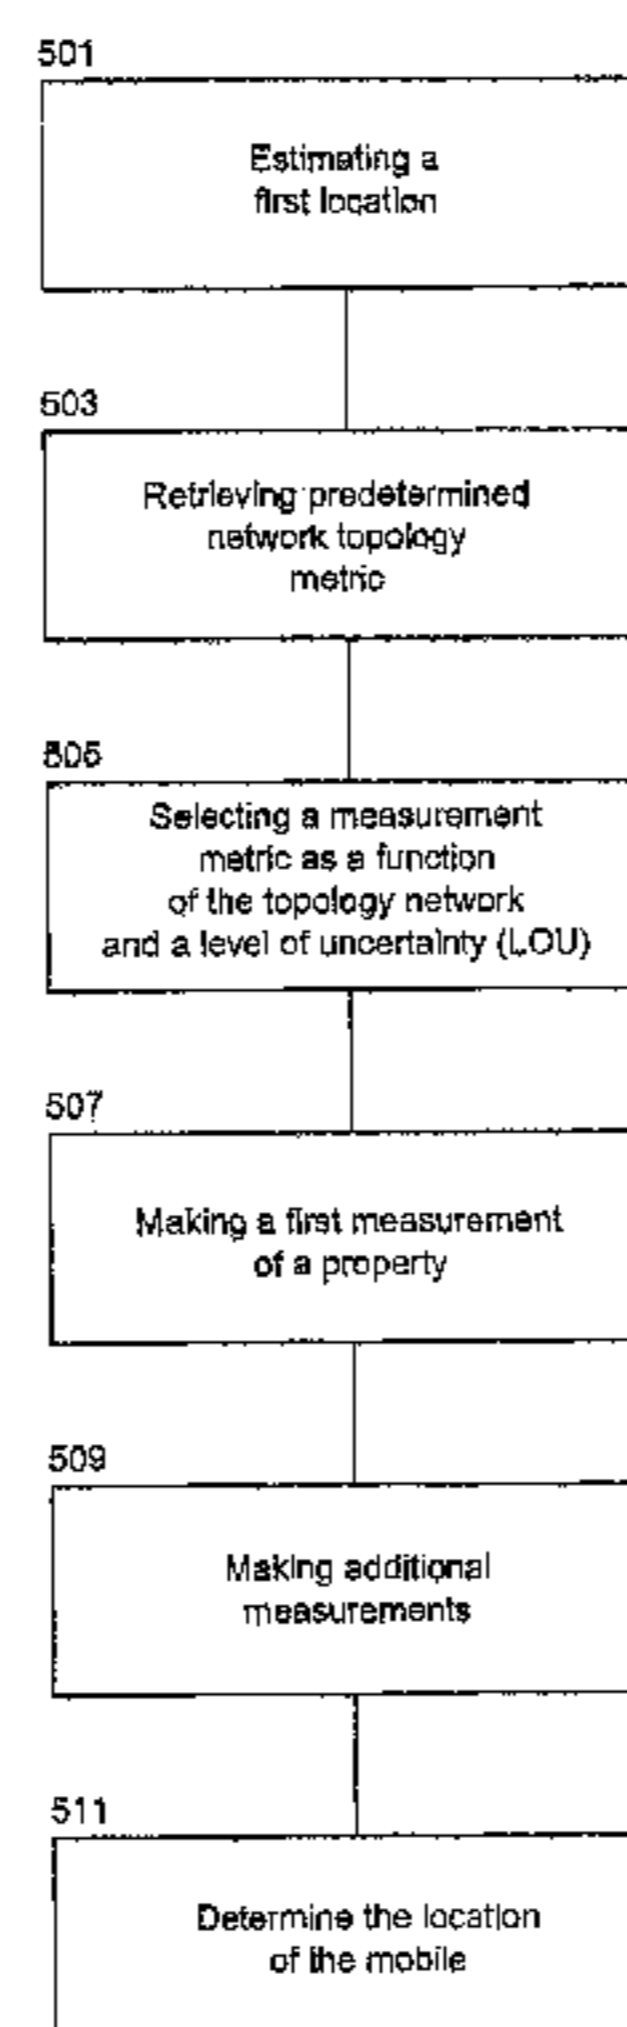 501
Estimating a
first location
503
Retrieving predetermined
network topology
metric
505
Selecting a measurement
metric as a function
of the topology network
and a level of uncertainty (LOU)
507
Making a first measurement
of a property
509
Making additional
measurements
511
Determine the location
of the mobile